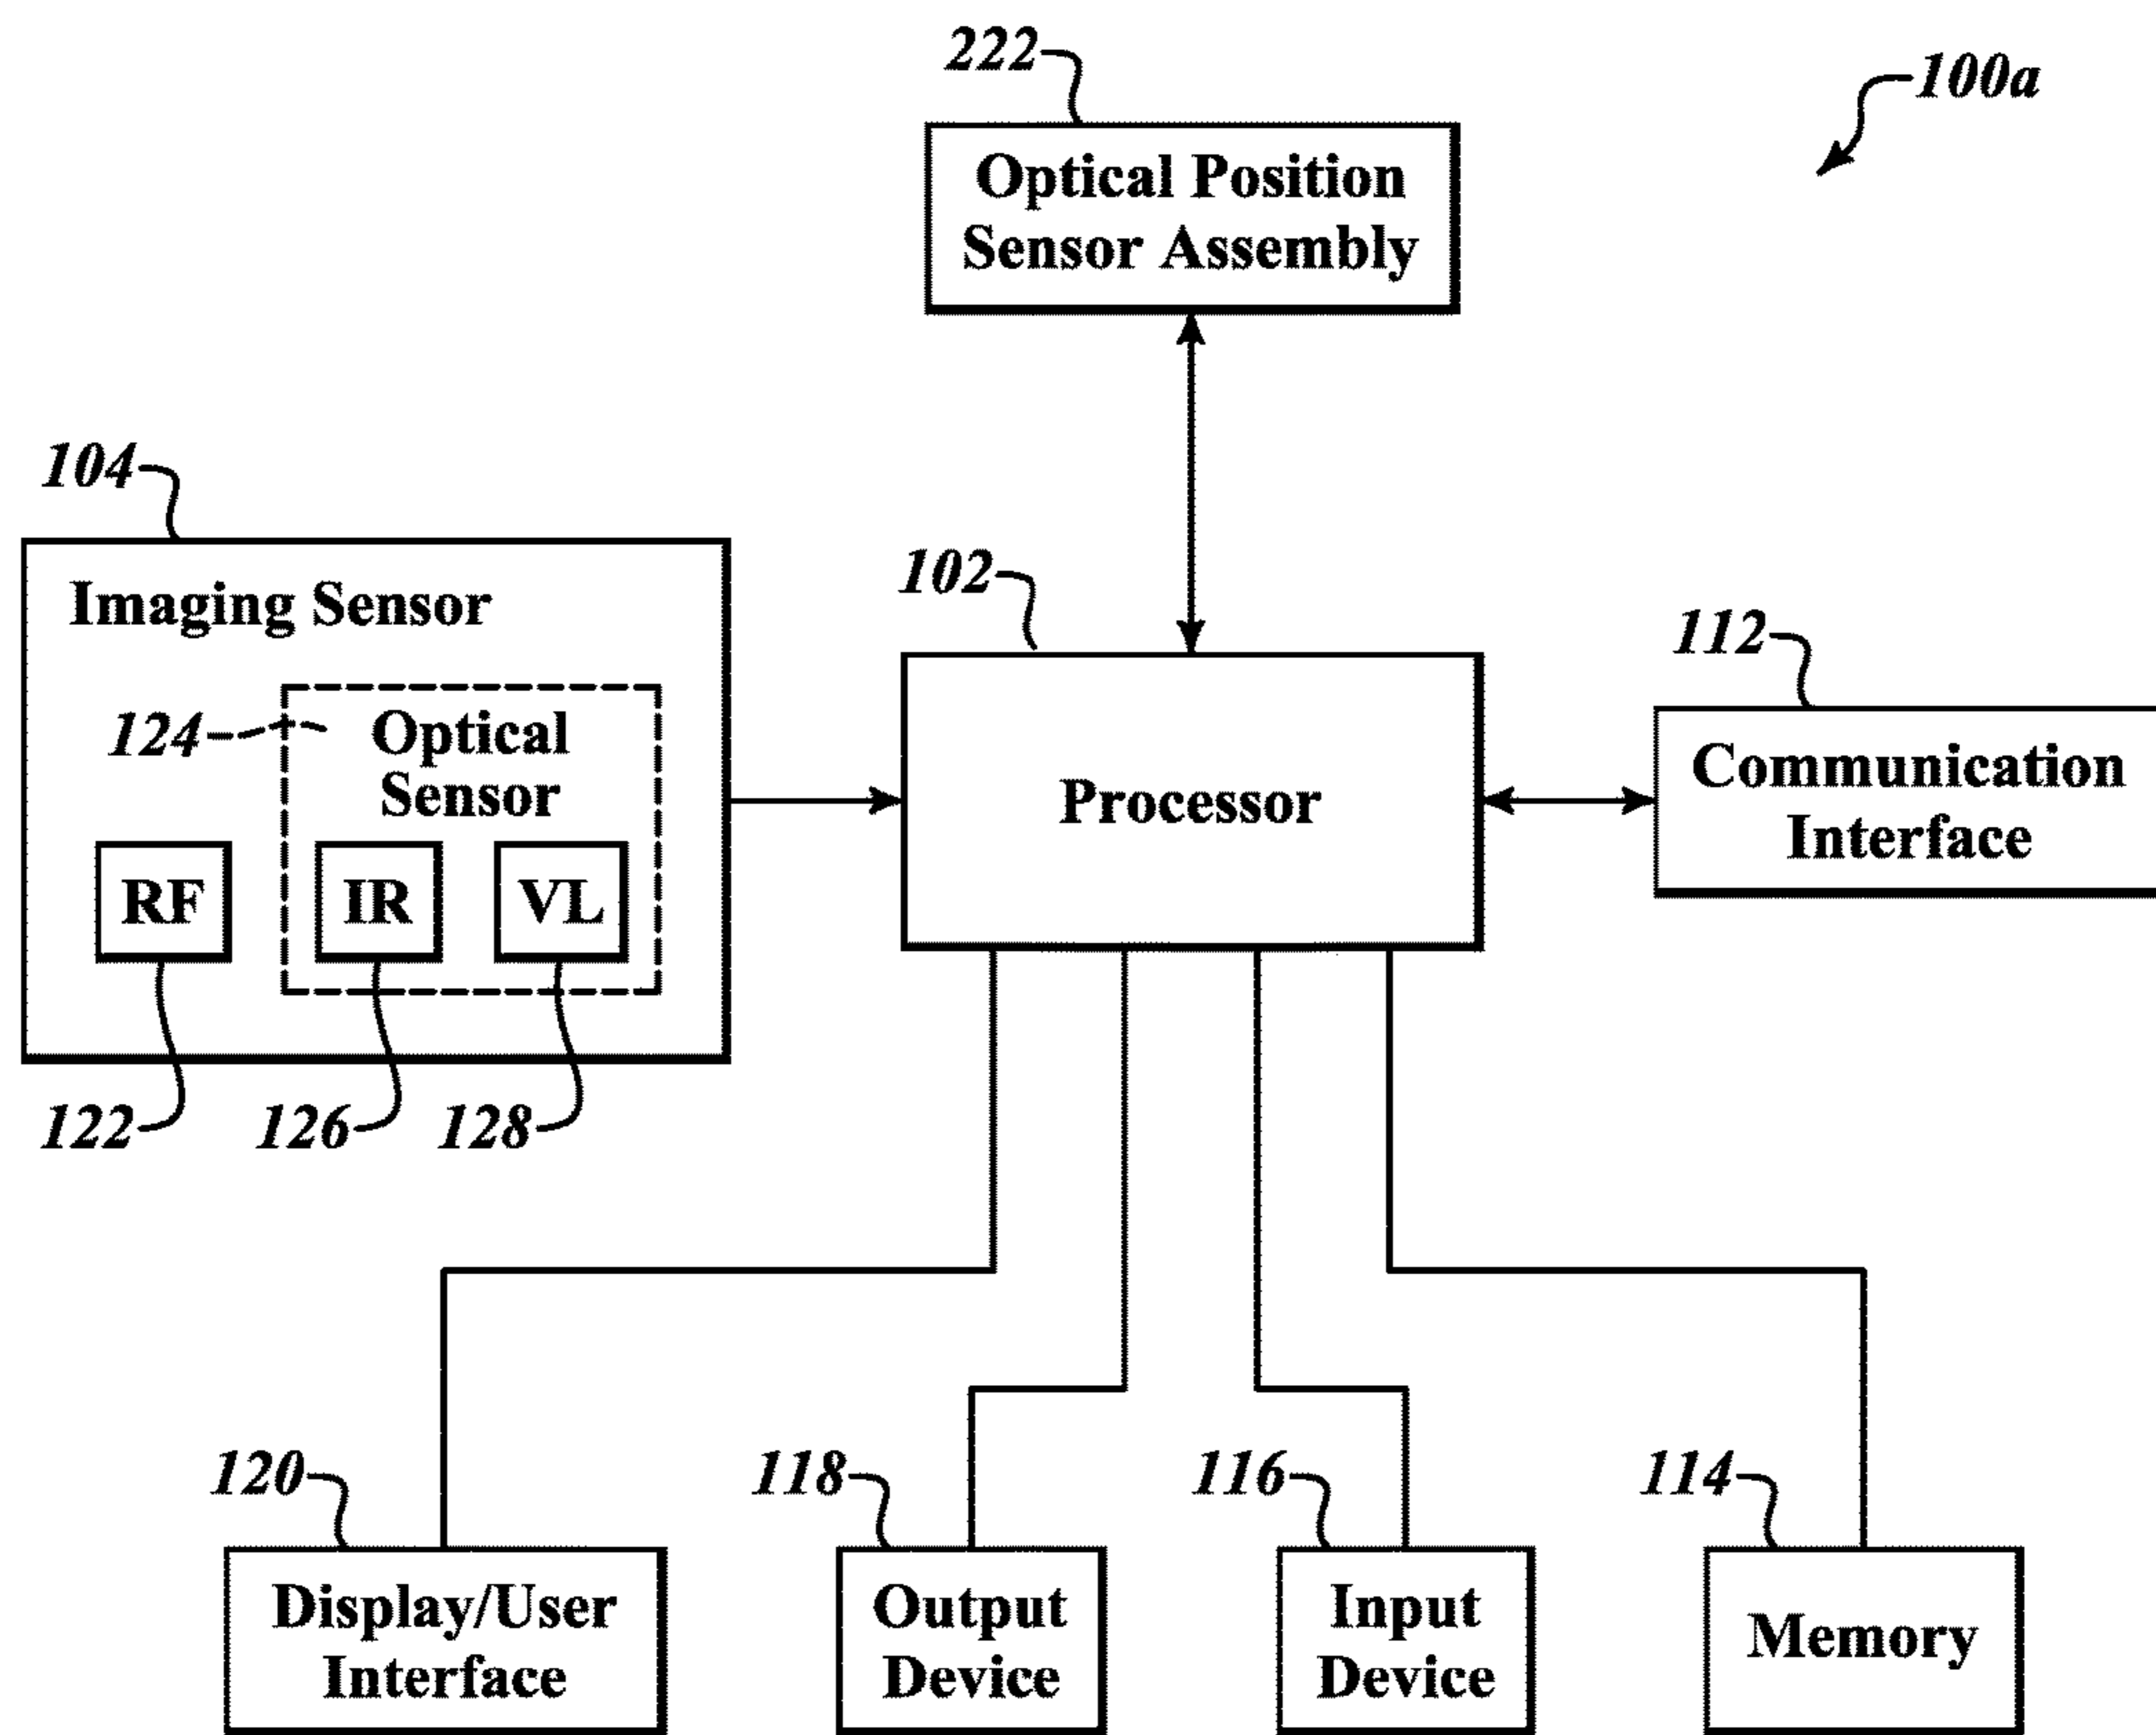 222
100a
Optical Position
Sensor Assembly
104
Imaging Sensor
124
Optical
Sensor
RF
IR
VL
122
126
128
102
Processor
112
Communication
Interface
120
Display/User
Interface
118
Output
Device
116
Input
Device
114
Memory